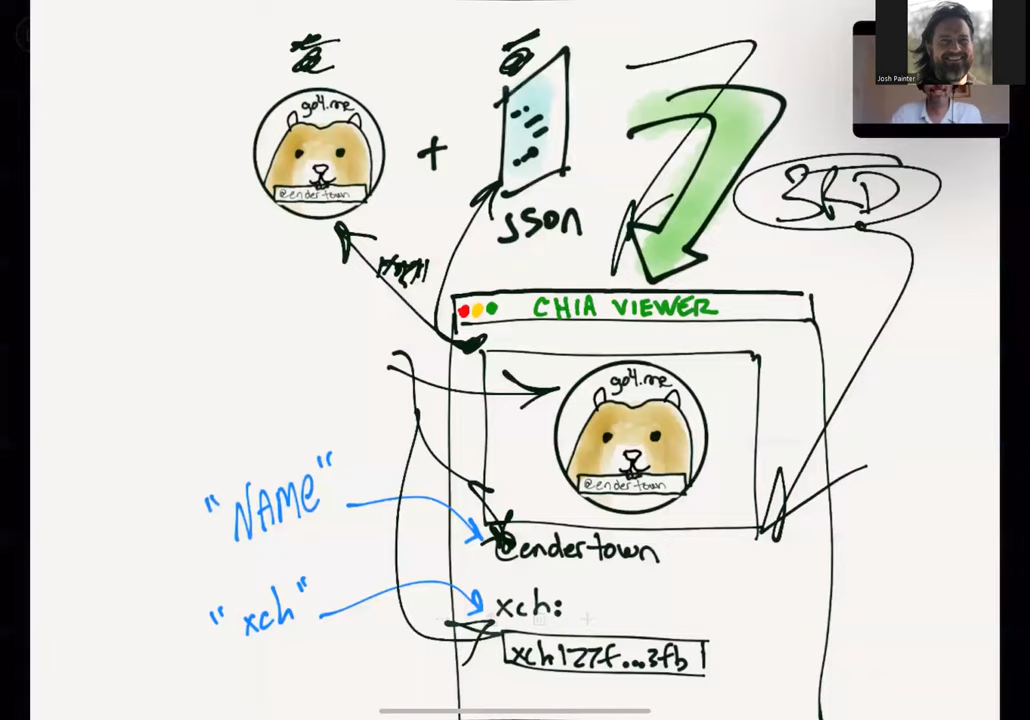 Josh Painter
go4.me
@endertown
+
json
CHIA VIEWER
go4.me
@endertown
"NAME"
@endertown
"xch"
xch:
xch127f...3fb